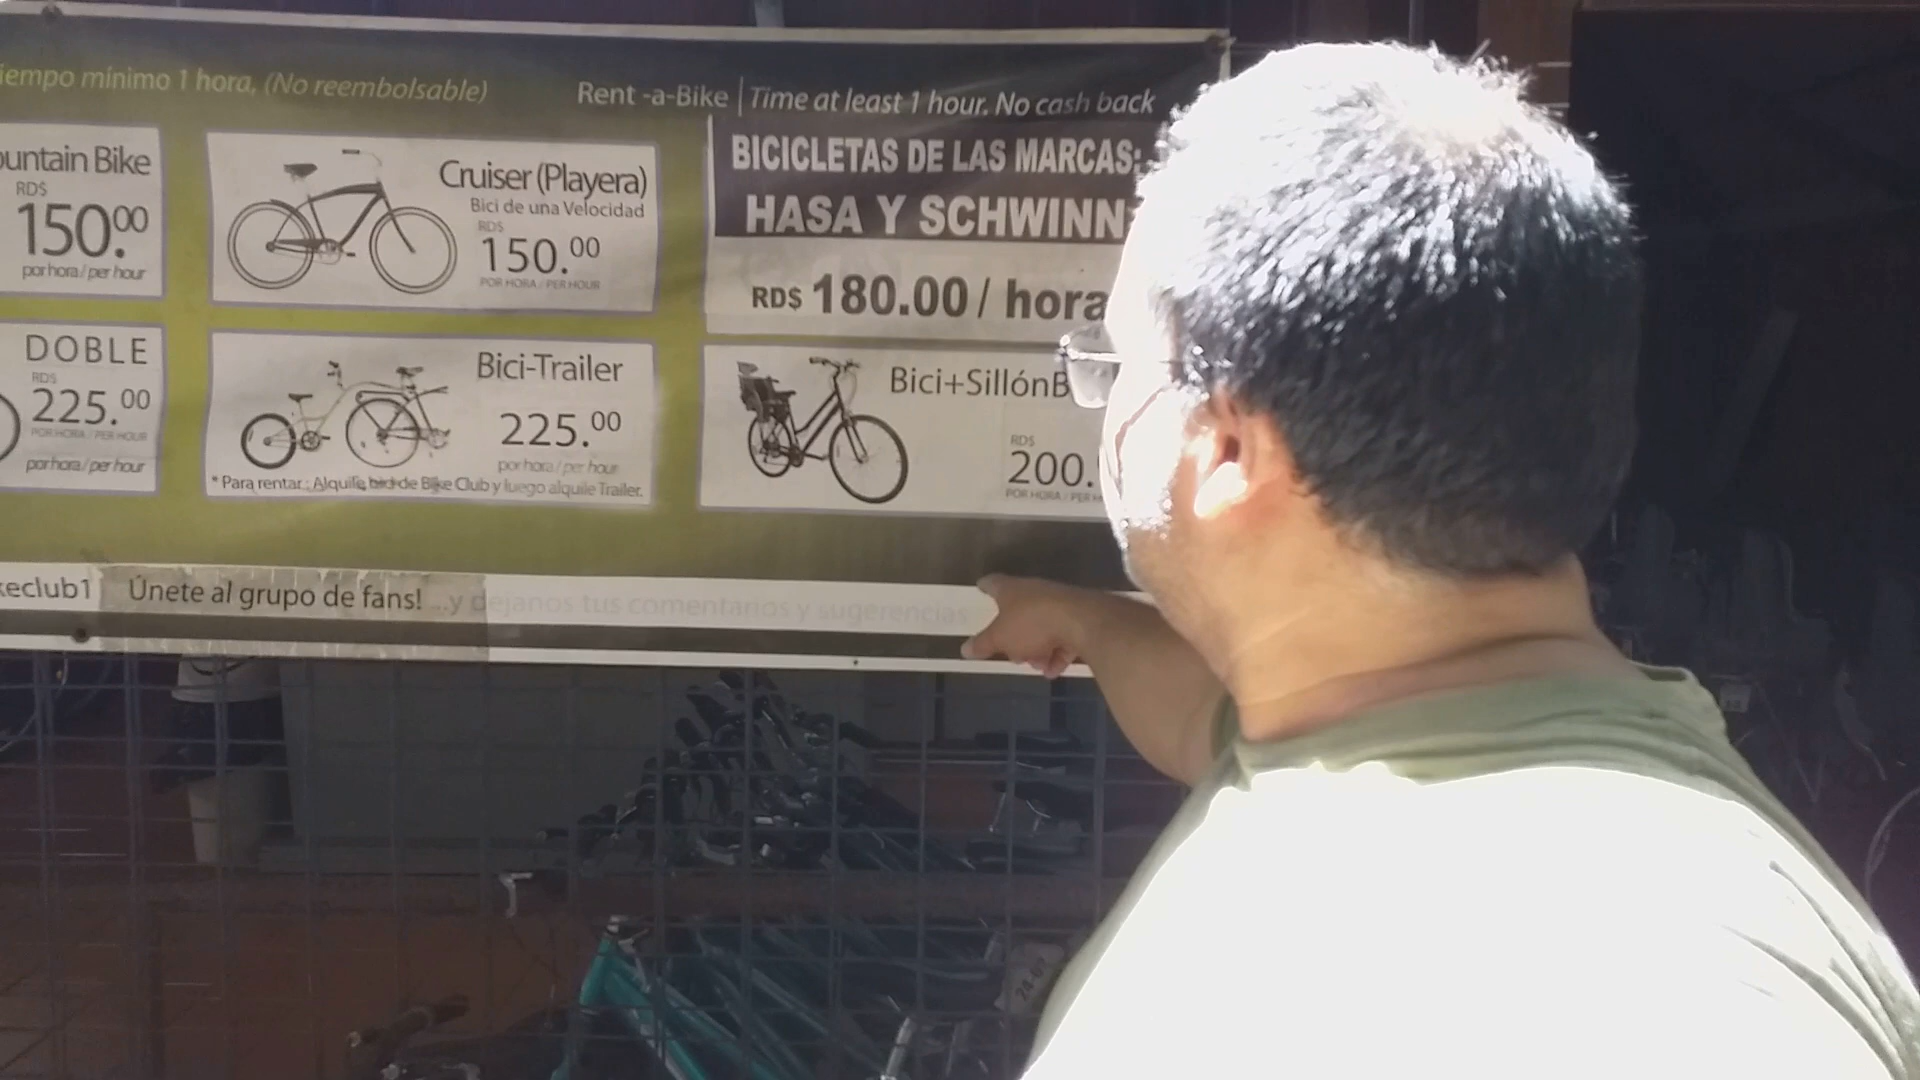 iempo mínimo 1 hora, (No reembolsable)
Rent -a-Bike | Time at least 1 hour. No cash back
ountain Bike
RD$
150.00
por hora / per hour
Cruiser (Playera)
Bici de una Velocidad
RD$
150.00
POR HORA / PER HOUR
BICICLETAS DE LAS MARCAS:
HASA Y SCHWINN
RD$ 180.00 / hora
DOBLE
RD$
225.00
POR HORA / PER HOUR
por hora / per hour
Bici-Trailer
225.00
por hora / per hour
* Para rentar.: Alquile bici de Bike Club y luego alquile Trailer.
Bici+SillónB
RD$
200.
POR HORA / PER H
keclub1
Únete al grupo de fans! ...y dejanos tus comentarios y sugerencias